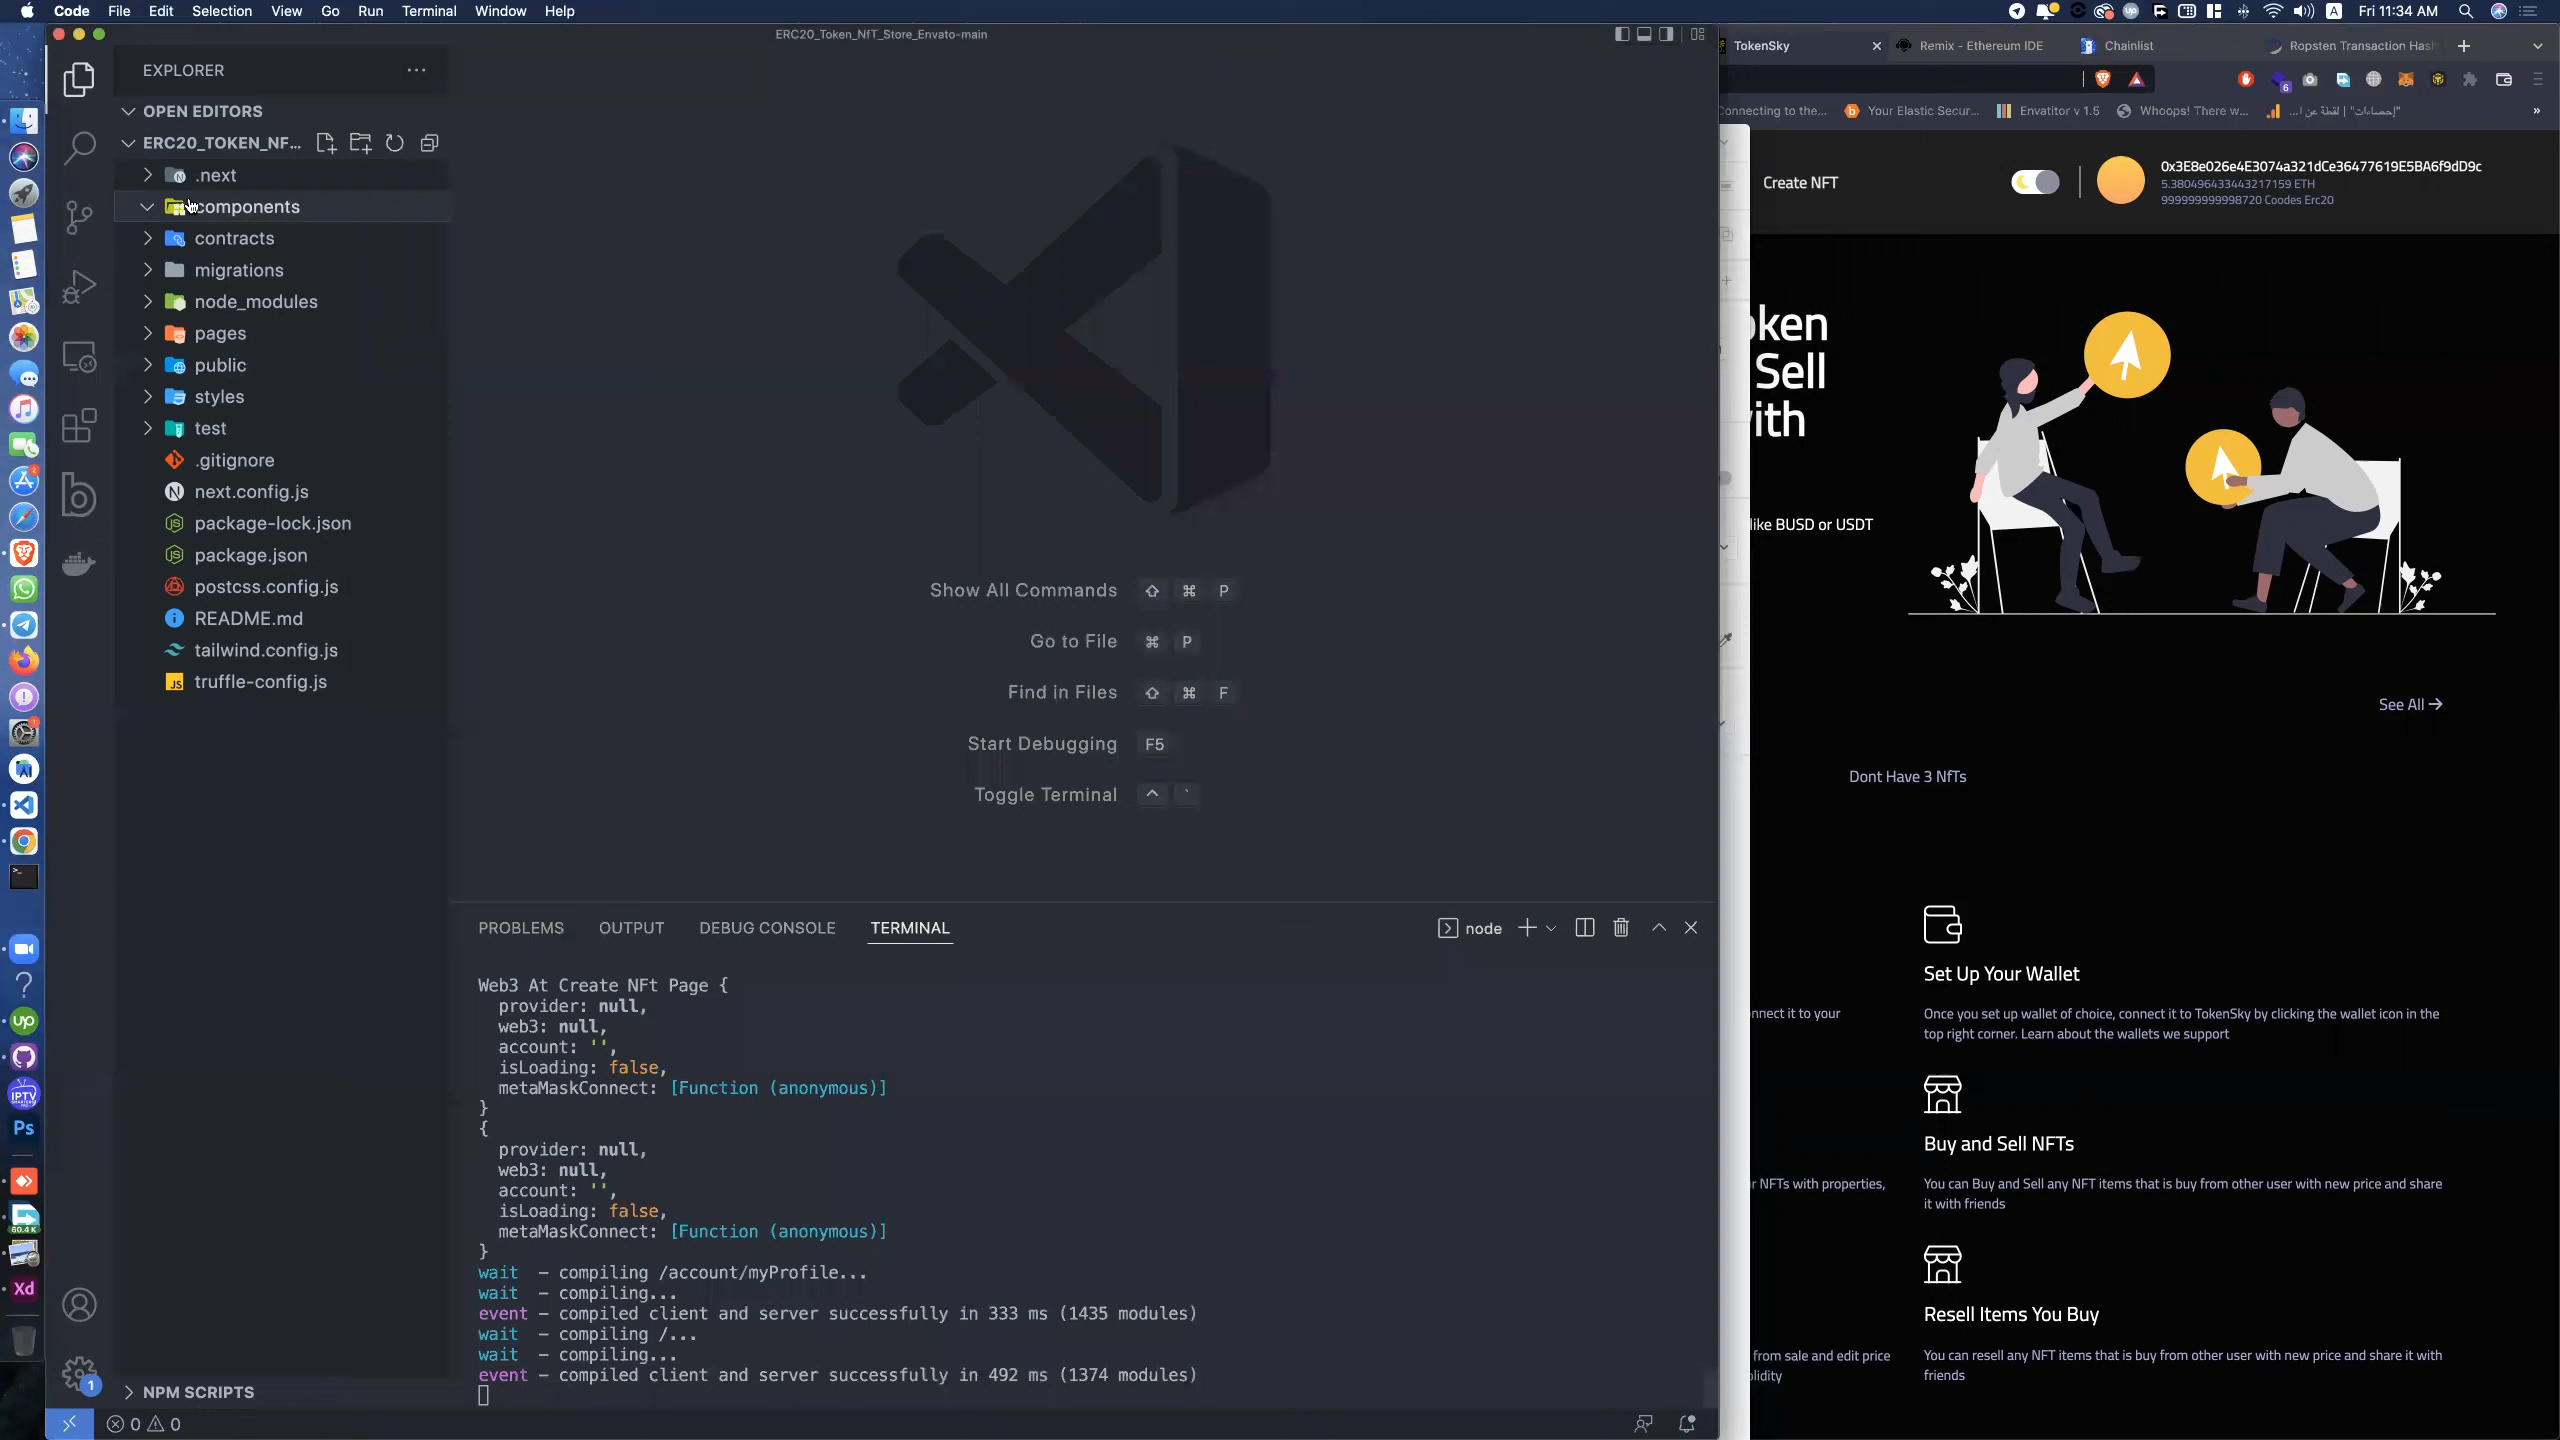 Code File Edit Selection View Go Run Terminal Window Help
A Fri 11:34 AM
ERC20_Token_NfT_Store_Envato-main
EXPLORER
OPEN EDITORS
ERC20_TOKEN_NF...
.next
components
contracts
migrations
node_modules
pages
public
styles
test
.gitignore
next.config.js
package-lock.json
package.json
postcss.config.js
README.md
tailwind.config.js
truffle-config.js
NPM SCRIPTS
Show All Commands ⇧ ⌘ P
Go to File ⌘ P
Find in Files ⇧ ⌘ F
Start Debugging F5
Toggle Terminal ^ `
PROBLEMS OUTPUT DEBUG CONSOLE TERMINAL
node
Web3 At Create NFt Page {
provider: null,
web3: null,
account: '',
isLoading: false,
metaMaskConnect: [Function (anonymous)]
}
{
provider: null,
web3: null,
account: '',
isLoading: false,
metaMaskConnect: [Function (anonymous)]
}
wait – compiling /account/myProfile...
wait – compiling...
event – compiled client and server successfully in 333 ms (1435 modules)
wait – compiling /...
wait – compiling...
event – compiled client and server successfully in 492 ms (1374 modules)
0 0
1
TokenSky
Remix - Ethereum IDE
Chainlist
Ropsten Transaction Hash
6
onnecting to the...
Your Elastic Secur...
Envatitor v 1.5
Whoops! There w...
"إحصاءات" | لقطة عن ا...
Create NFT
0x3E8e026e4E3074a321dCe36477619E5BA6f9dD9c
5.380496433443217159 ETH
999999999998720 Coodes Erc20
oken
Sell
ith
like BUSD or USDT
See All
Dont Have 3 NfTs
Set Up Your Wallet
nnect it to your
Once you set up wallet of choice, connect it to TokenSky by clicking the wallet icon in the
top right corner. Learn about the wallets we support
Buy and Sell NFTs
r NFTs with properties,
You can Buy and Sell any NFT items that is buy from other user with new price and share
it with friends
Resell Items You Buy
from sale and edit price
olidity
You can resell any NFT items that is buy from other user with new price and share it with
friends
up
IPTV
Ps
60.4 K
Xd